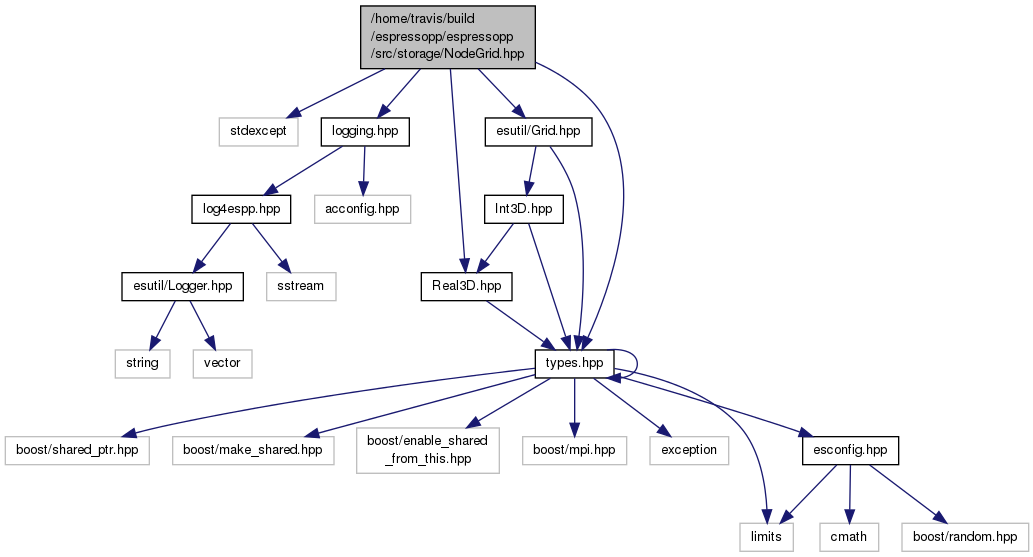 /home/travis/build
/espressopp/espressopp
/src/storage/NodeGrid.hpp
stdexcept
logging.hpp
esutil/Grid.hpp
log4espp.hpp
acconfig.hpp
Int3D.hpp
esutil/Logger.hpp
sstream
Real3D.hpp
string
vector
types.hpp
boost/shared_ptr.hpp
boost/make_shared.hpp
boost/enable_shared
_from_this.hpp
boost/mpi.hpp
exception
esconfig.hpp
limits
cmath
boost/random.hpp